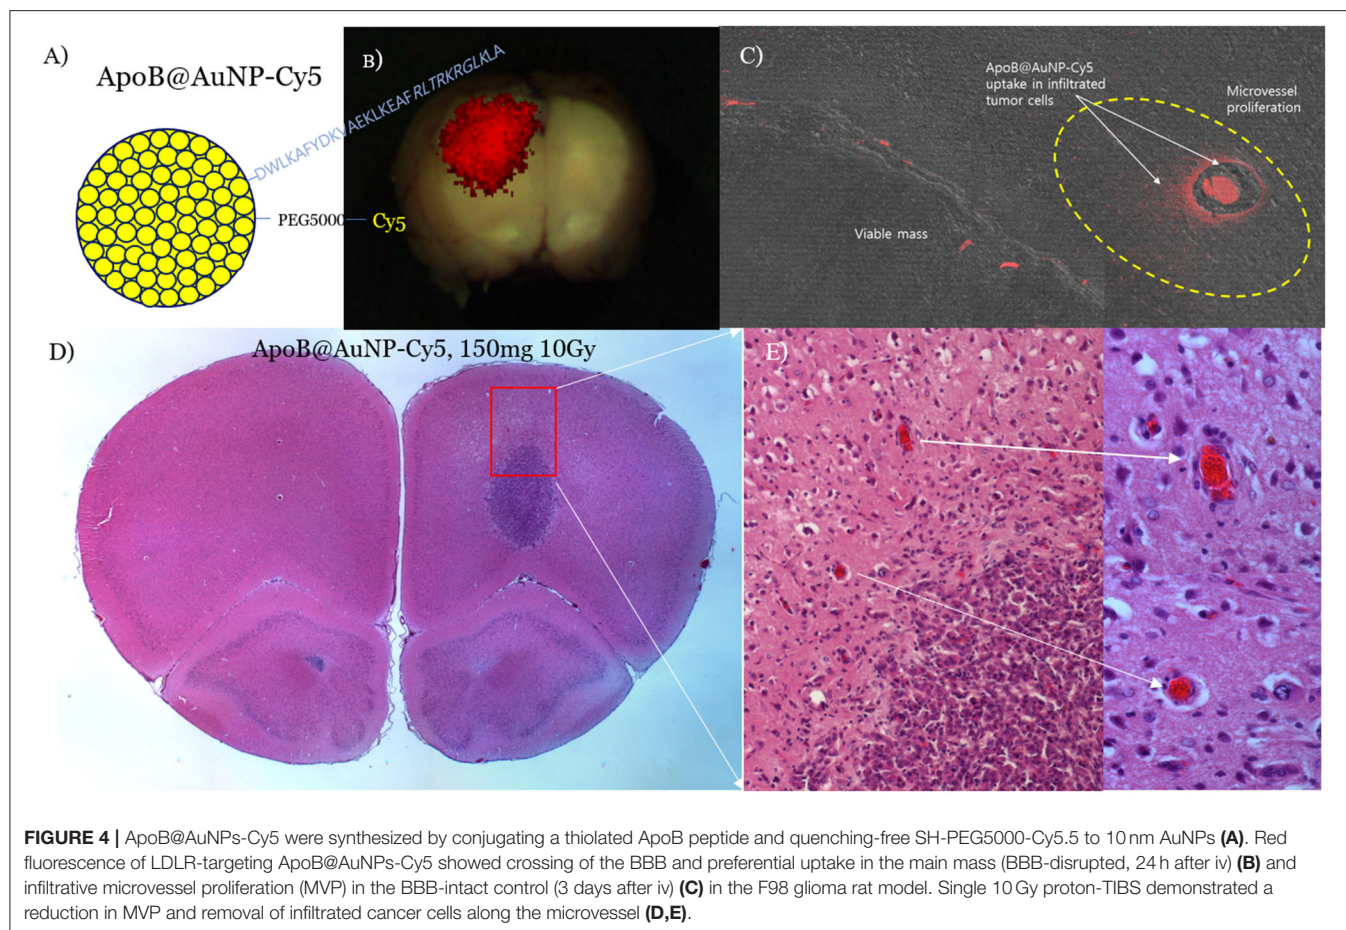 A)
ApoB@AuNP-Cy5
DWLKAFYDKVAEKLKEAFRLTRKRGLKLA
PEG5000
Cy5
B)
C)
ApoB@AuNP-Cy5
uptake in infiltrated
tumor cells
Microvessel
proliferation
Viable mass
D)
ApoB@AuNP-Cy5, 150mg 10Gy
E)
FIGURE 4 | ApoB@AuNPs-Cy5 were synthesized by conjugating a thiolated ApoB peptide and quenching-free SH-PEG5000-Cy5.5 to 10 nm AuNPs (A). Red
fluorescence of LDLR-targeting ApoB@AuNPs-Cy5 showed crossing of the BBB and preferential uptake in the main mass (BBB-disrupted, 24 h after iv) (B) and
infiltrative microvessel proliferation (MVP) in the BBB-intact control (3 days after iv) (C) in the F98 glioma rat model. Single 10 Gy proton-TIBS demonstrated a
reduction in MVP and removal of infiltrated cancer cells along the microvessel (D,E).